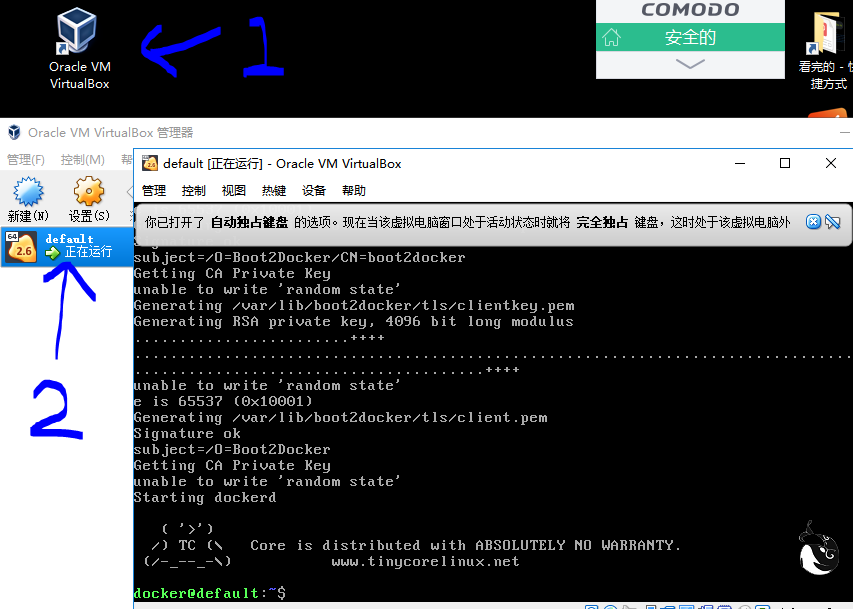 COMODO
安全的
Oracle VM
VirtualBox
1
看完的 - 快
捷方式
Oracle VM VirtualBox 管理器
管理(F) 控制(M) 帮
新建(N) 设置(S)
64
2.6
default
正在运行
2
default [正在运行] - Oracle VM VirtualBox
管理 控制 视图 热键 设备 帮助
你已打开了 自动独占键盘 的选项。现在当该虚拟电脑窗口处于活动状态时就将 完全独占 键盘，这时处于该虚拟电脑外
subject=/O=Boot2Docker/CN=boot2docker
Getting CA Private Key
unable to write 'random state'
Generating /var/lib/boot2docker/tls/clientkey.pem
Generating RSA private key, 4096 bit long modulus
........................++++
................................................................................
.......................................++++
unable to write 'random state'
e is 65537 (0x10001)
Generating /var/lib/boot2docker/tls/client.pem
Signature ok
subject=/O=Boot2Docker
Getting CA Private Key
unable to write 'random state'
Starting dockerd
( '>')
/) TC (\ Core is distributed with ABSOLUTELY NO WARRANTY.
(/-_--_-\) www.tinycorelinux.net
docker@default:~$